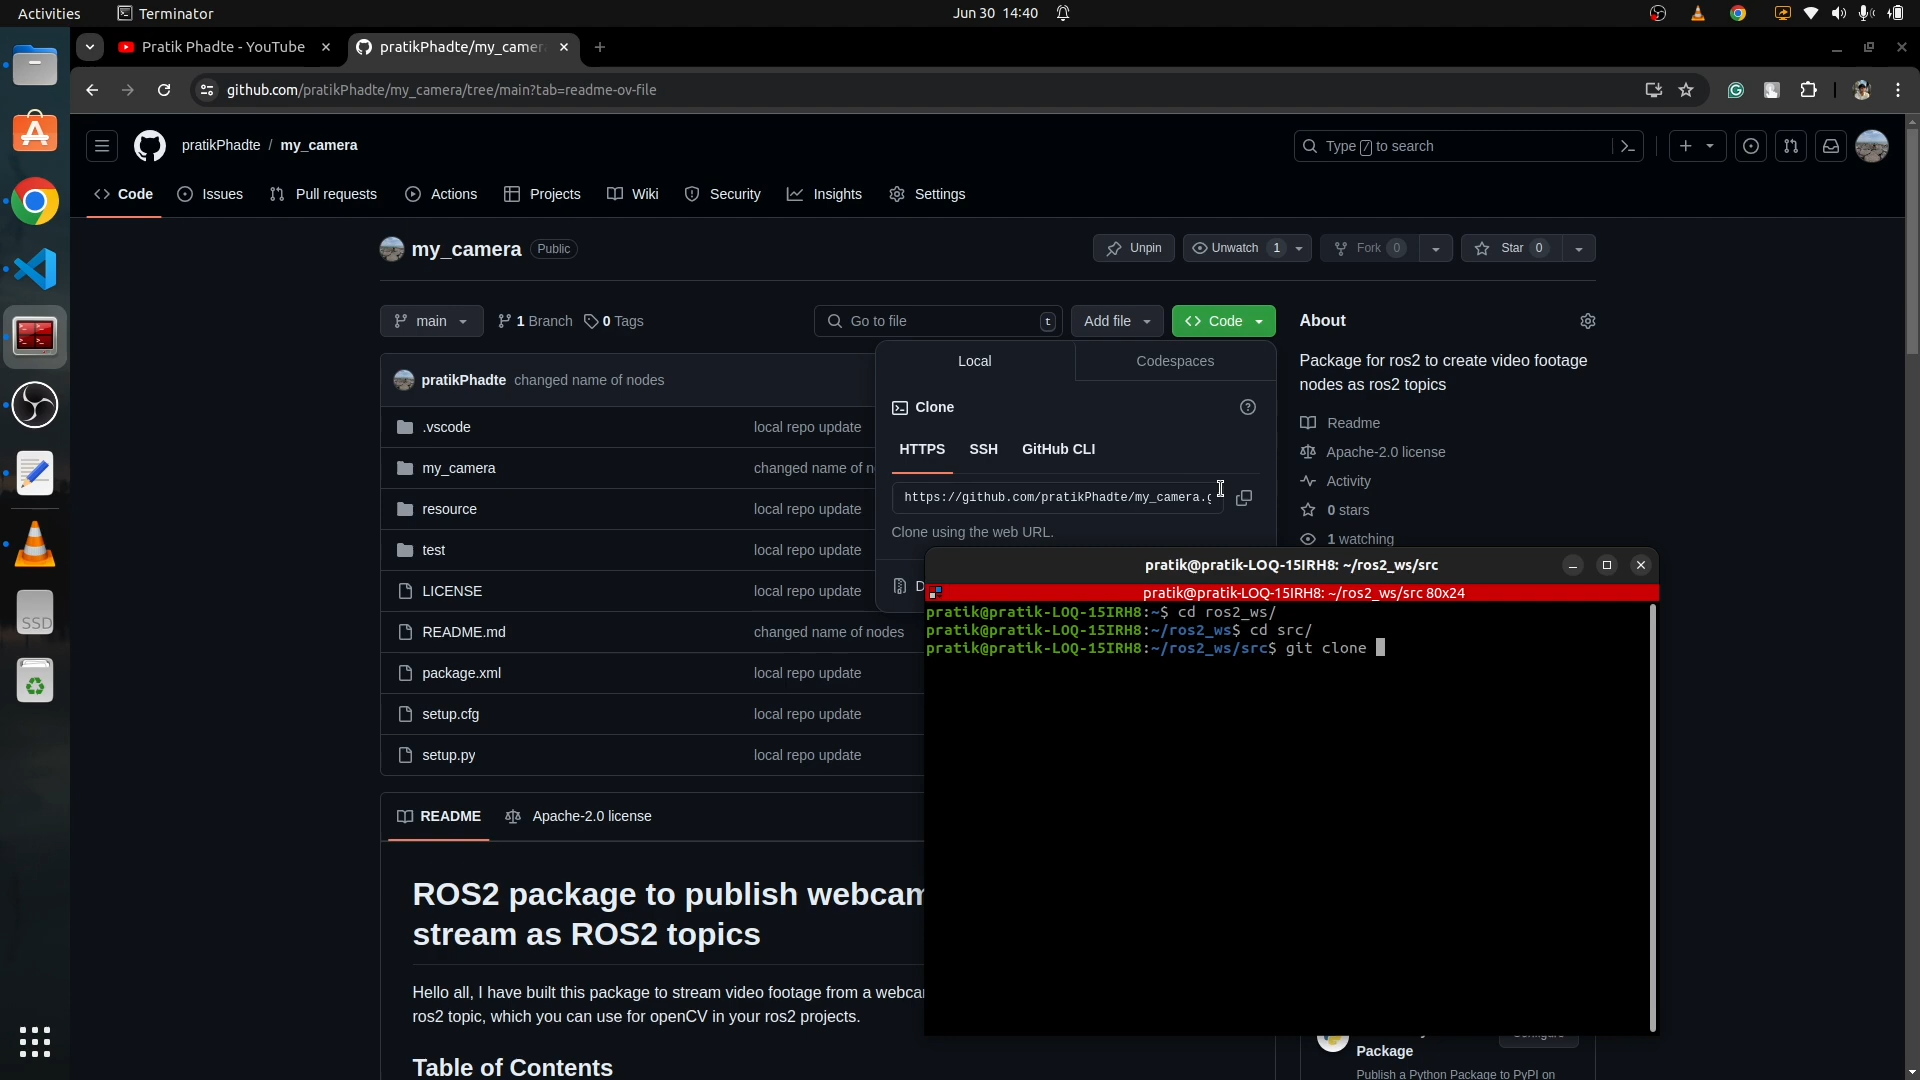 Activities
Terminator
Jun 30 14:40
Pratik Phadte - YouTube
pratikPhadte/my_camer
github.com/pratikPhadte/my_camera/tree/main?tab=readme-ov-file
pratikPhadte / my_camera
Type / to search
Code
Issues
Pull requests
Actions
Projects
Wiki
Security
Insights
Settings
my_camera
Public
Unpin
Unwatch 1
Fork 0
Star 0
main
1 Branch
0 Tags
Go to file
t
Add file
Code
About
Package for ros2 to create video footage
nodes as ros2 topics
Readme
Apache-2.0 license
Activity
0 stars
1 watching
Local
Codespaces
Clone
HTTPS
SSH
GitHub CLI
https://github.com/pratikPhadte/my_camera.g
Clone using the web URL.
D
pratikPhadte changed name of nodes
.vscode
local repo update
my_camera
changed name of n
resource
local repo update
test
local repo update
LICENSE
local repo update
README.md
changed name of nodes
package.xml
local repo update
setup.cfg
local repo update
setup.py
local repo update
README
Apache-2.0 license
ROS2 package to publish webcam
stream as ROS2 topics
Hello all, I have built this package to stream video footage from a webca
ros2 topic, which you can use for openCV in your ros2 projects.
Table of Contents
pratik@pratik-LOQ-15IRH8: ~/ros2_ws/src
pratik@pratik-LOQ-15IRH8: ~/ros2_ws/src 80x24
pratik@pratik-LOQ-15IRH8:~$ cd ros2_ws/
pratik@pratik-LOQ-15IRH8:~/ros2_ws$ cd src/
pratik@pratik-LOQ-15IRH8:~/ros2_ws/src$ git clone
Package
Publish a Python Package to PyPI on
SSD